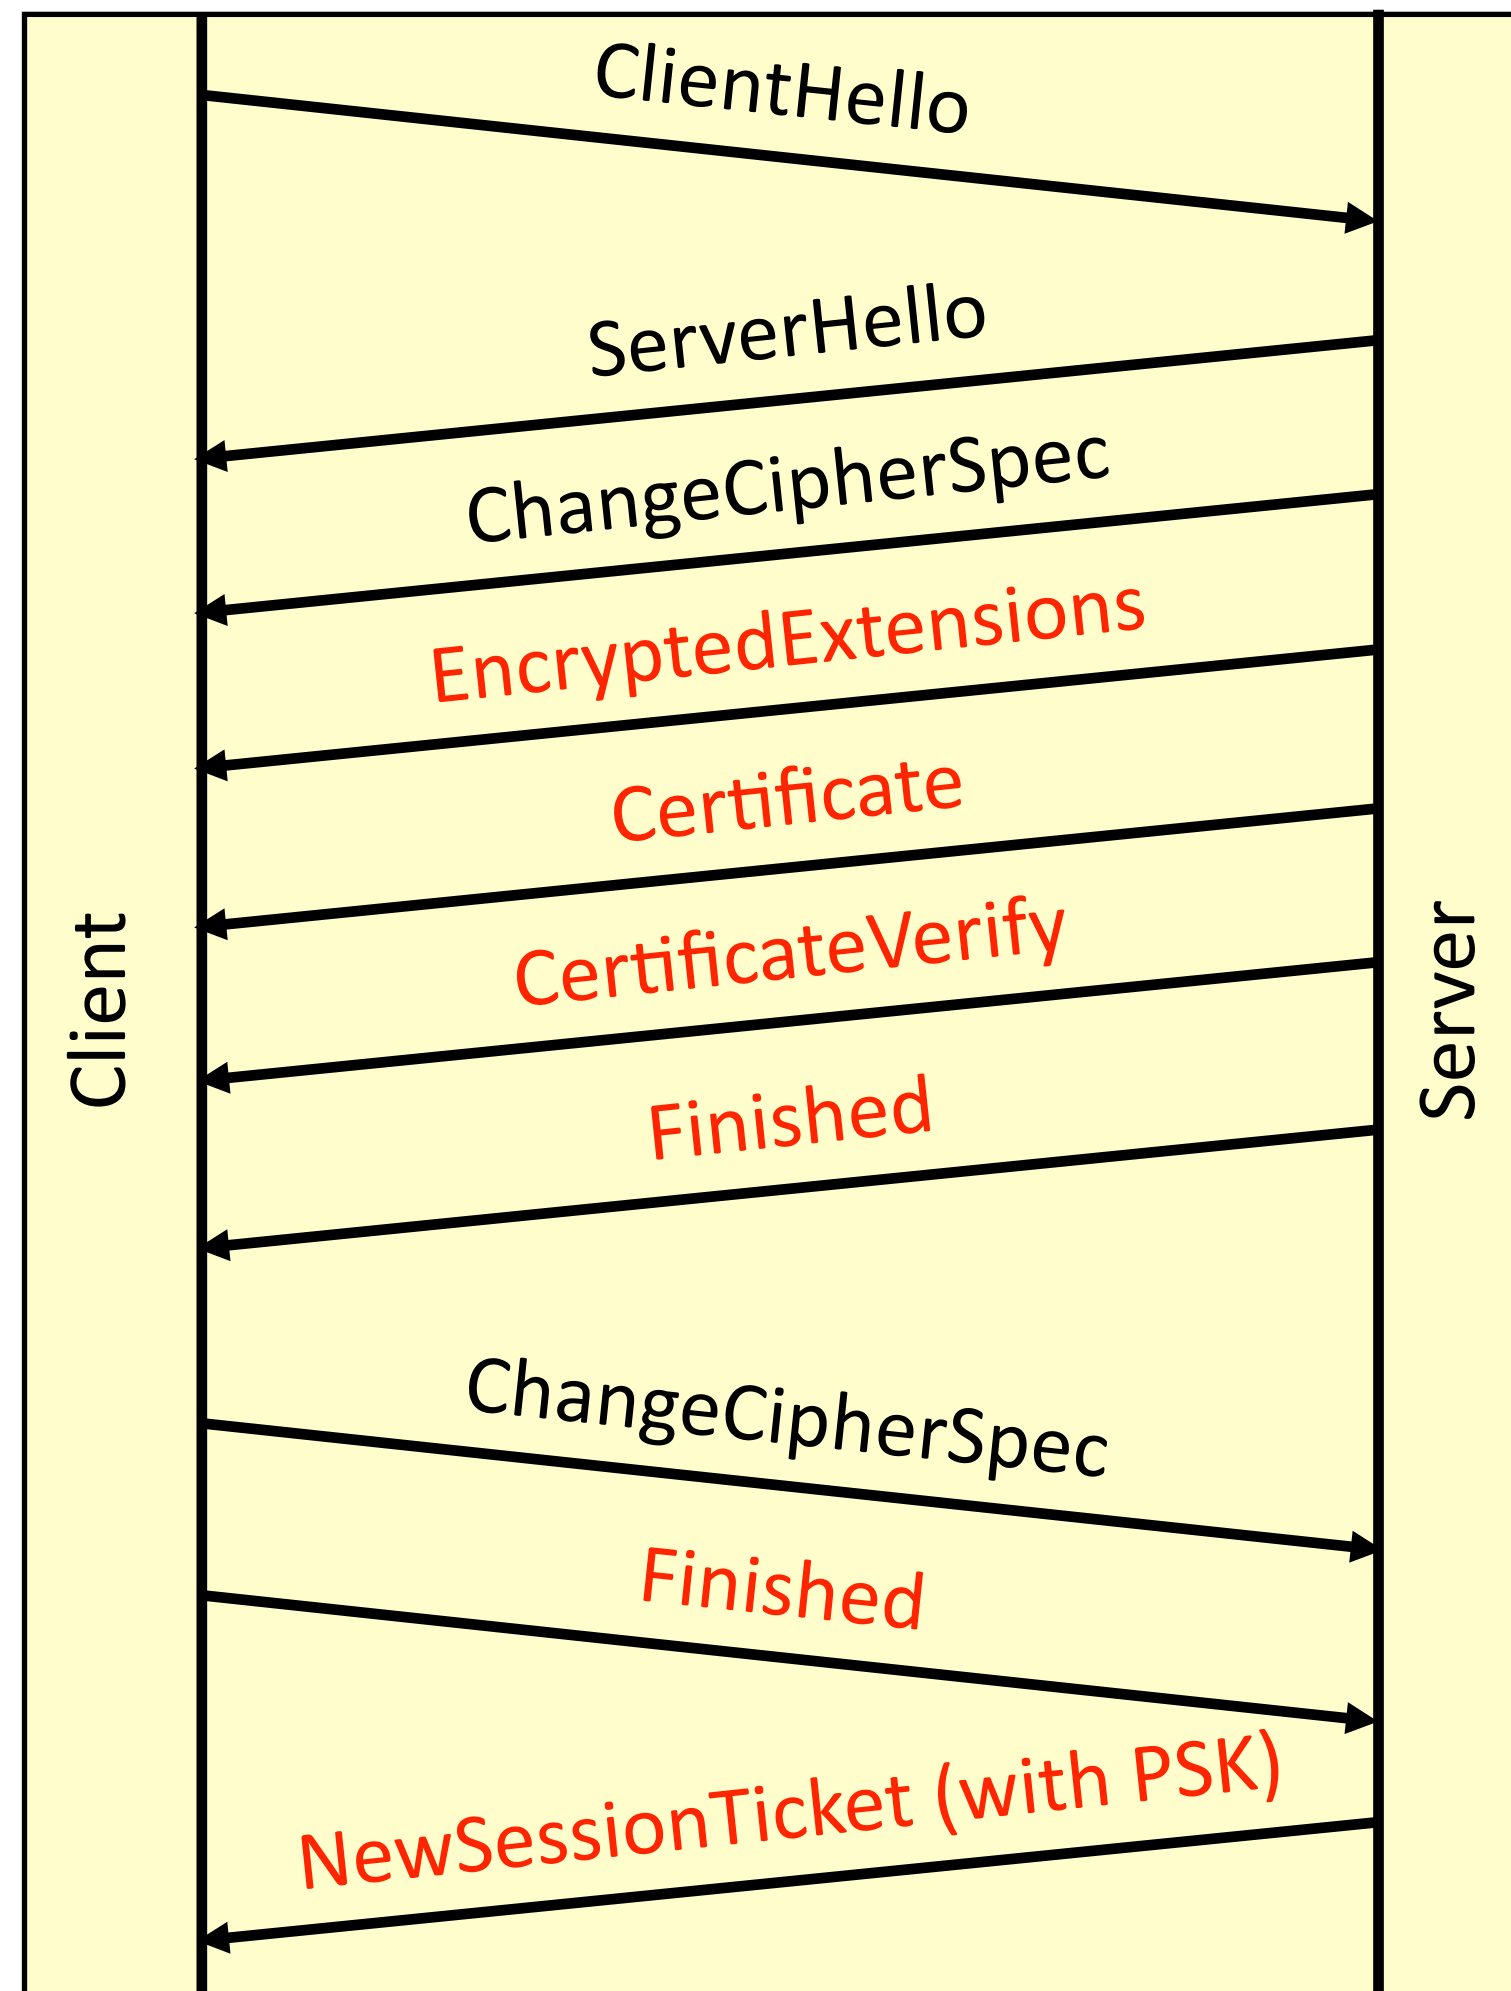 ClientHello
ServerHello
ChangeCipherSpec
EncryptedExtensions
Certificate
CertificateVerify
Finished
ChangeCipherSpec
Finished
NewSessionTicket (with PSK)
Client
Server